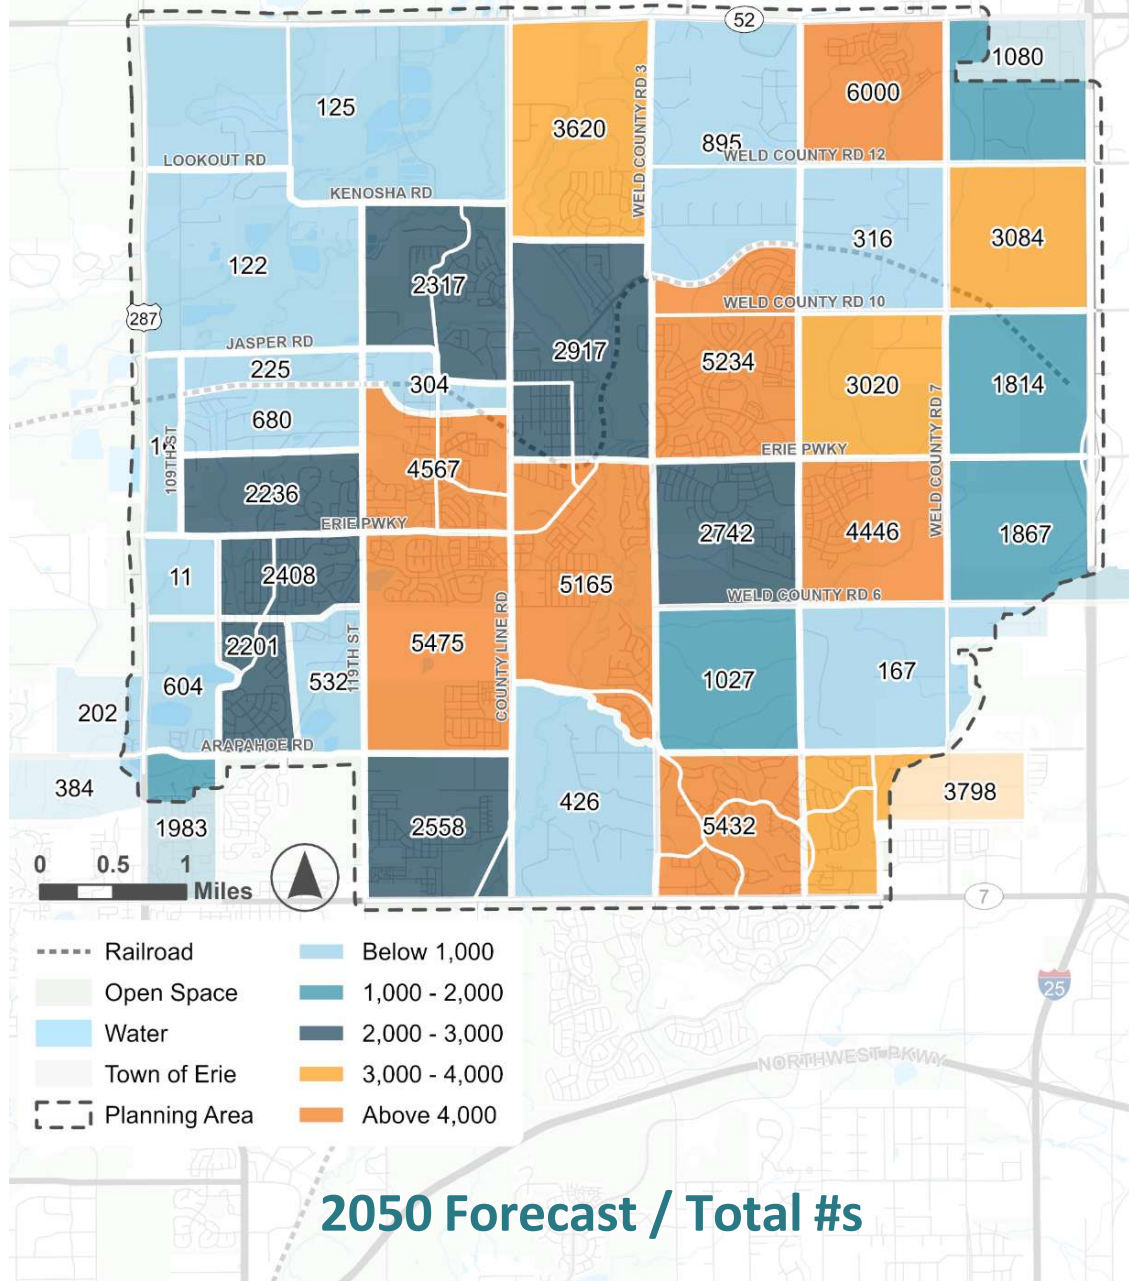 52
1080
125
6000
3620
WELD COUNTY RD 3
895
WELD COUNTY RD 12
LOOKOUT RD
KENOSHA RD
316
3084
122
2317
WELD COUNTY RD 10
287
JASPER RD
2917
5234
225
304
3020
1814
680
WELD COUNTY RD 7
109TH ST
4567
ERIE PWKY
2236
ERIE PWKY
2742
4446
1867
11
2408
5165
WELD COUNTY RD 6
2201
5475
COUNTY LINE RD
119TH ST
604
532
1027
167
202
ARAPAHOE RD
384
3798
1983
2558
426
5432
0 0.5 1
Miles
7
Railroad
Open Space
Water
Town of Erie
Planning Area
Below 1,000
1,000 - 2,000
2,000 - 3,000
3,000 - 4,000
Above 4,000
25
NORTHWEST PKWY
2050 Forecast / Total #s